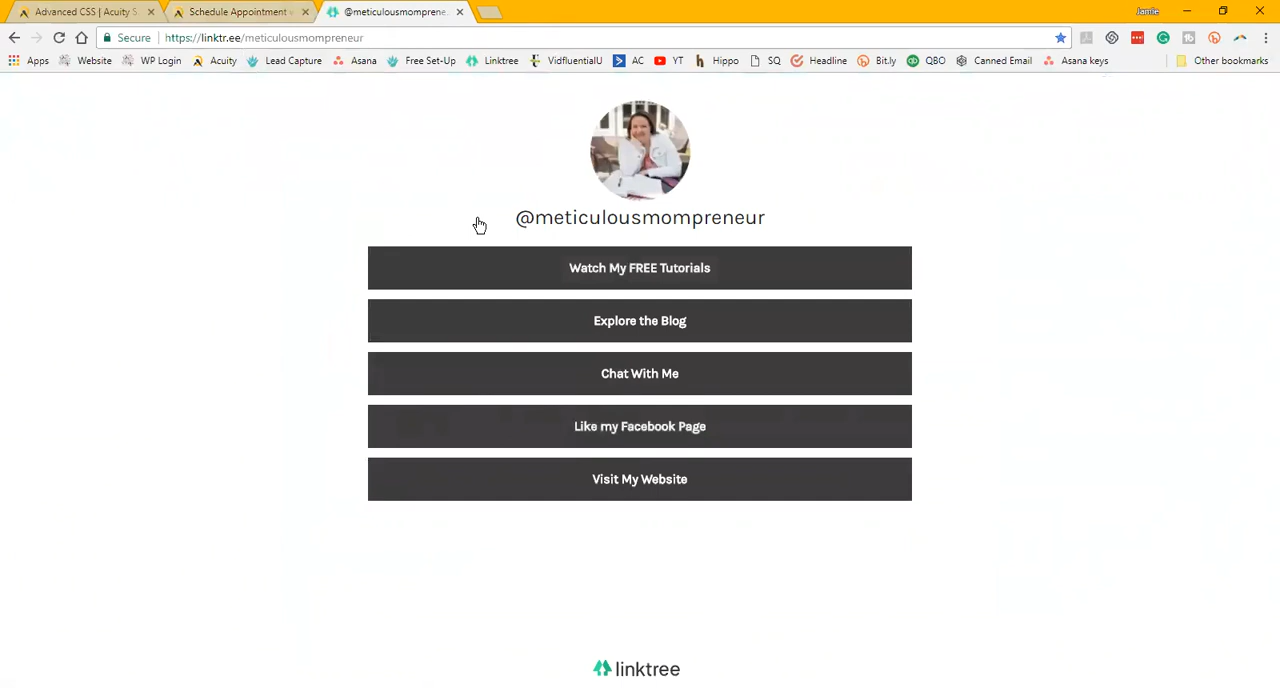 Advanced CSS | Acuity S
Schedule Appointment w
@meticulousmomprene
Jamie
Secure
https://linktr.ee/meticulousmompreneur
Apps Website WP Login Acuity Lead Capture Asana Free Set-Up Linktree VidfluentialU AC YT Hippo SQ Headline Bit.ly QBO Canned Email Asana keys Other bookmarks
@meticulousmompreneur
Watch My FREE Tutorials
Explore the Blog
Chat With Me
Like my Facebook Page
Visit My Website
linktree